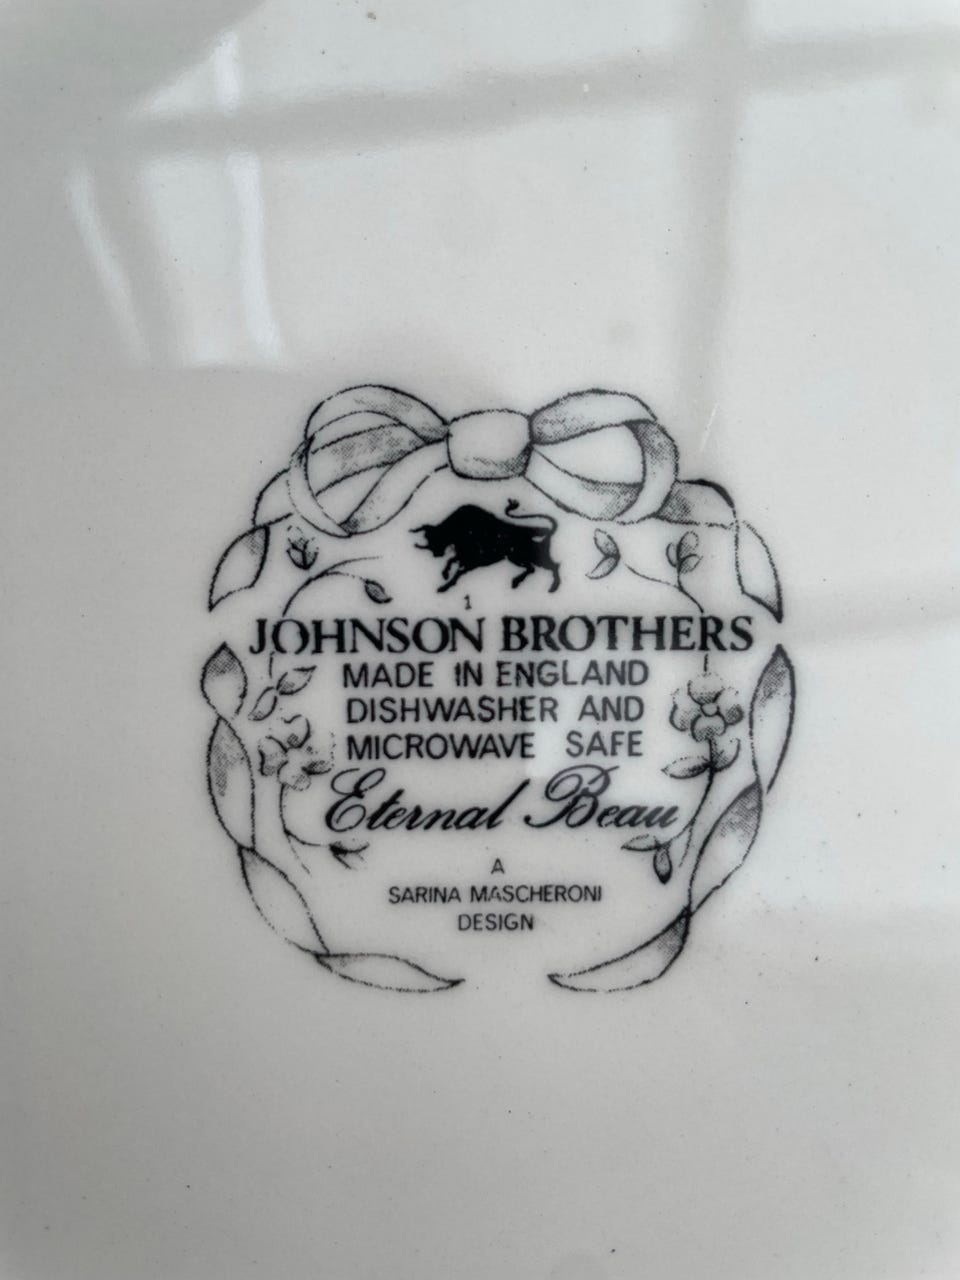 1
JOHNSON BROTHERS
MADE IN ENGLAND
DISHWASHER AND
MICROWAVE SAFE
Eternal Beau
A
SARINA MASCHERONI
DESIGN